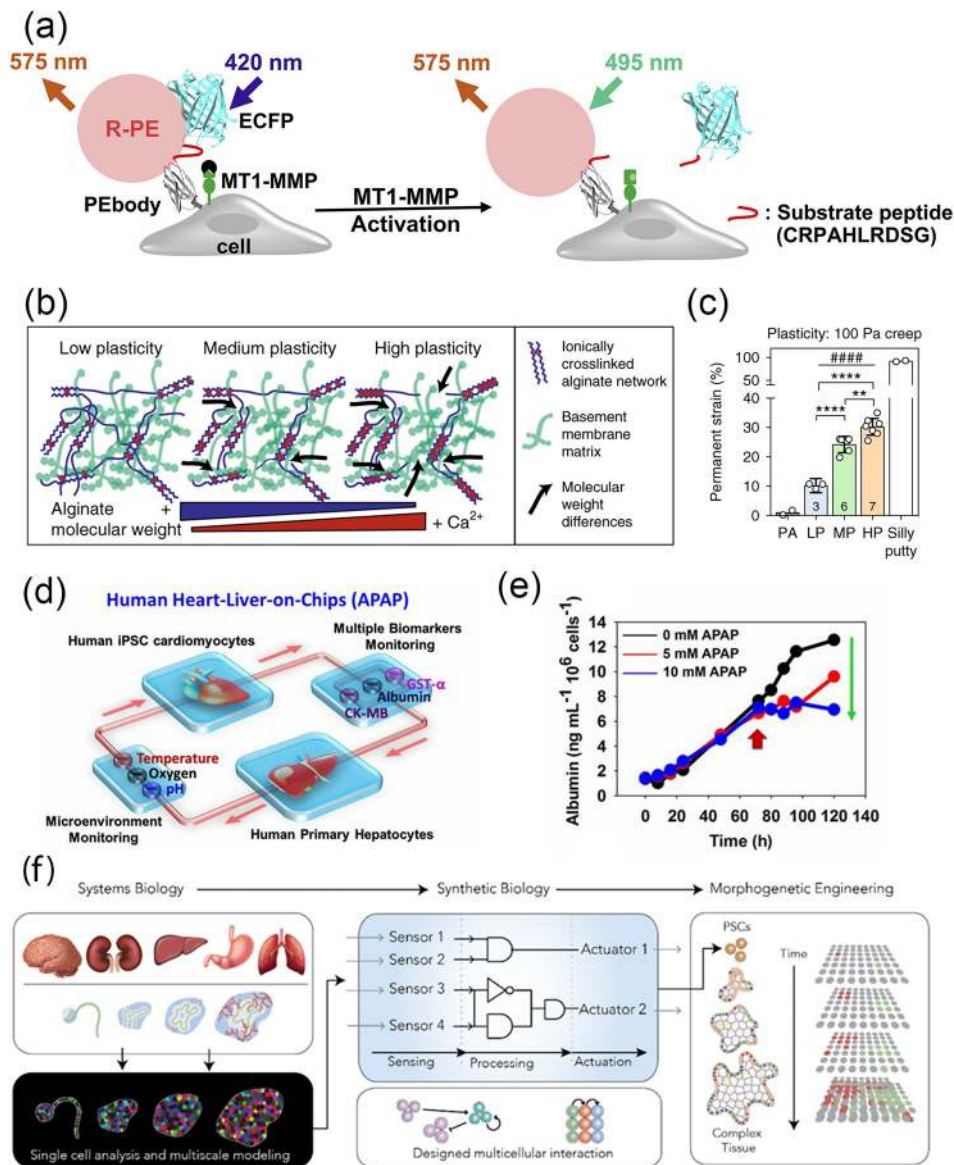 (a)
575 nm
420 nm
575 nm
495 nm
R-PE
ECFP
MT1-MMP
PEbody
cell
MT1-MMP
Activation
: Substrate peptide
(CRPAHLRDSG)
(b)
Low plasticity
Medium plasticity
High plasticity
Alginate
molecular weight
+
+ Ca²⁺
Ionically
crosslinked
alginate network
Basement
membrane
matrix
Molecular
weight
differences
(c)
Plasticity: 100 Pa creep
Permanent strain (%)
100
50
40
30
20
10
0
####
****
**
****
3
6
7
PA
LP
MP
HP
Silly
putty
(d)
Human Heart-Liver-on-Chips (APAP)
Human iPSC cardiomyocytes
Multiple Biomarkers
Monitoring
GST-α
Albumin
CK-MB
Temperature
Oxygen
pH
Microenvironment
Monitoring
Human Primary Hepatocytes
(e)
Albumin (ng mL⁻¹ 10⁶ cells⁻¹)
14
12
10
8
6
4
2
0
0 mM APAP
5 mM APAP
10 mM APAP
0 20 40 60 80 100 120 140
Time (h)
(f)
Systems Biology
Synthetic Biology
Morphogenetic Engineering
Single cell analysis and multiscale modeling
Sensor 1
Sensor 2
Sensor 3
Sensor 4
Actuator 1
Actuator 2
Sensing
Processing
Actuation
Designed multicellular interaction
PSCs
Time
Complex
Tissue